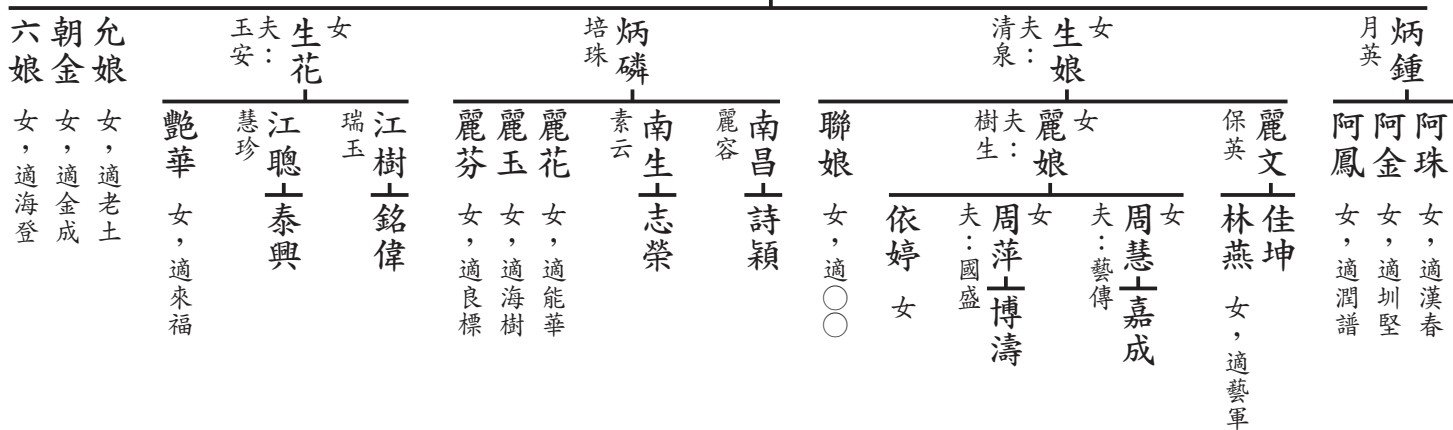 炳鍾
月英
阿珠 女，適漢春
阿金 女，適圳堅
阿鳳 女，適潤譜
女
生娘
夫：清泉
麗文
保英
佳坤
林燕 女，適藝軍
女
麗娘
夫：樹生
女
周慧
夫：藝傳
嘉成
女
周萍
夫：國盛
博濤
依婷 女
聯娘 女，適○○
炳磷
培珠
南昌
麗容
詩穎
南生
素云
志榮
麗花 女，適能華
麗玉 女，適海樹
麗芬 女，適良標
女
生花
夫：玉安
江樹
瑞玉
銘偉
江聰
慧珍
泰興
艷華 女，適來福
允娘 女，適老土
朝金 女，適金成
六娘 女，適海登